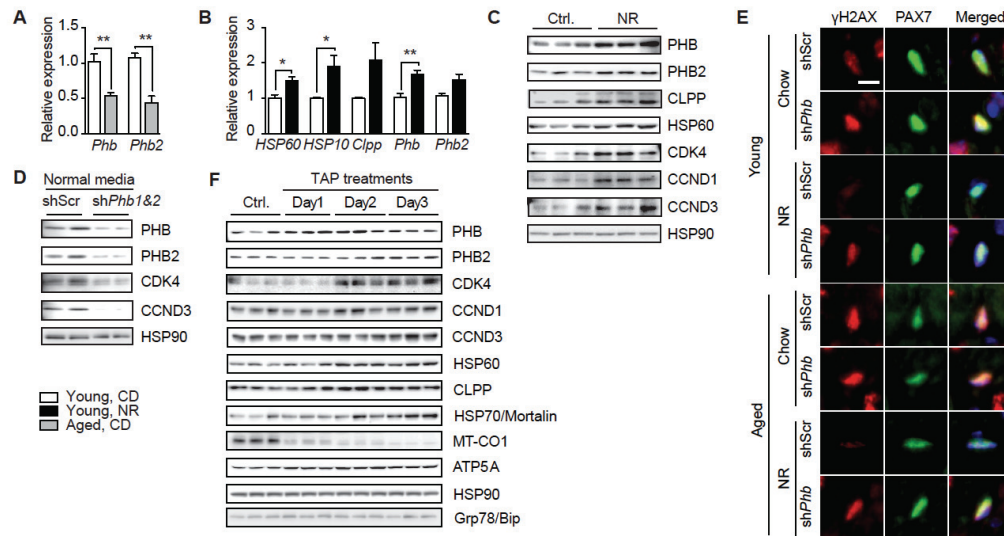 A
Relative expression
1.5
1.0
0.5
0.0
**
**
Phb
Phb2
B
Relative expression
3
2
1
0
*
*
**
HSP60
HSP10
Clpp
Phb
Phb2
C
Ctrl.
NR
PHB
PHB2
CLPP
HSP60
CDK4
CCND1
CCND3
HSP90
D
Normal media
shScr
shPhb1&2
PHB
PHB2
CDK4
CCND3
HSP90
Young, CD
Young, NR
Aged, CD
F
TAP treatments
Ctrl.
Day1
Day2
Day3
PHB
PHB2
CDK4
CCND1
CCND3
HSP60
CLPP
HSP70/Mortalin
MT-CO1
ATP5A
HSP90
Grp78/Bip
E
γH2AX
PAX7
Merged
Young
Chow
shScr
shPhb
NR
shScr
shPhb
Aged
Chow
shScr
shPhb
NR
shScr
shPhb